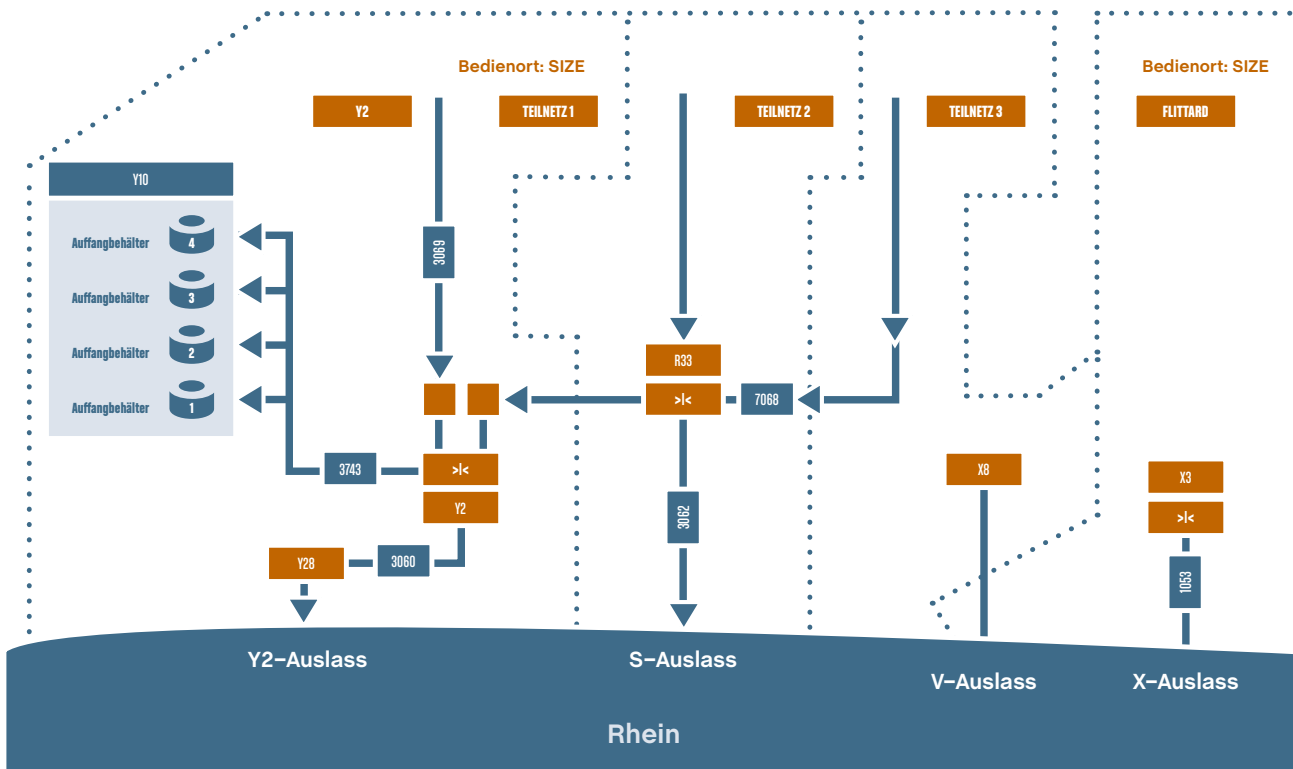 Bedienort: SIZE
Bedienort: SIZE
Y2
TEILNETZ 1
TEILNETZ 2
TEILNETZ 3
FLITTARD
Y10
Auffangbehälter 4
Auffangbehälter 3
Auffangbehälter 2
Auffangbehälter 1
3069
R33
>|<
7068
3743
>|<
Y2
X8
X3
>|<
3062
Y28
3060
1053
Y2-Auslass
S-Auslass
V-Auslass
X-Auslass
Rhein